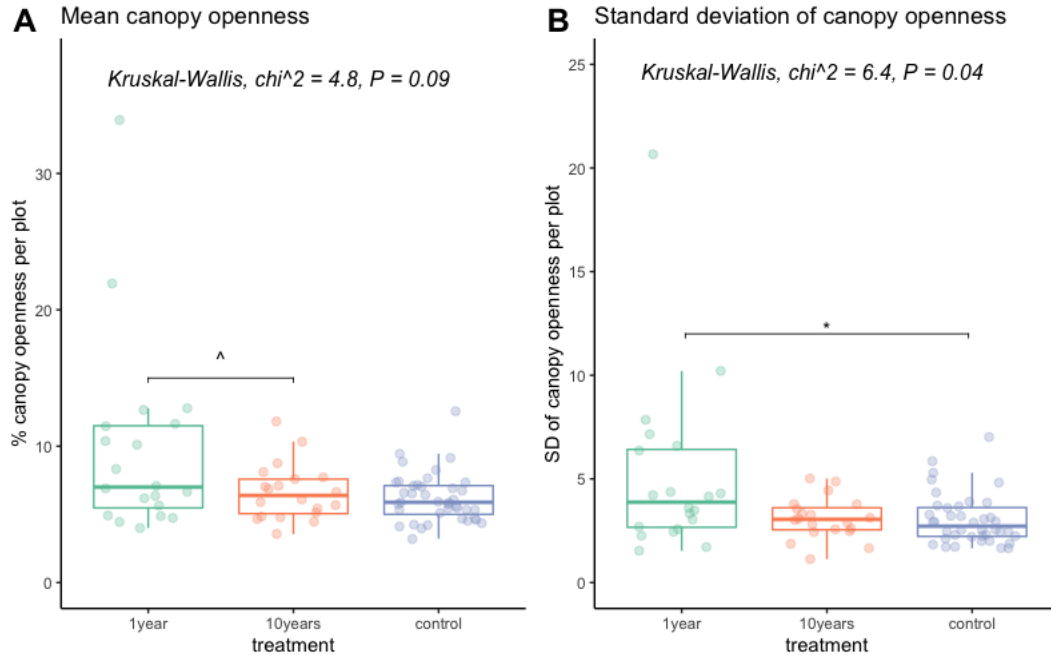 A Mean canopy openness
Kruskal-Wallis, chi^2 = 4.8, P = 0.09
% canopy openness per plot
30
20
10
0
^
1year 10years control
treatment
B Standard deviation of canopy openness
Kruskal-Wallis, chi^2 = 6.4, P = 0.04
SD of canopy openness per plot
25
20
15
10
5
0
*
1year 10years control
treatment